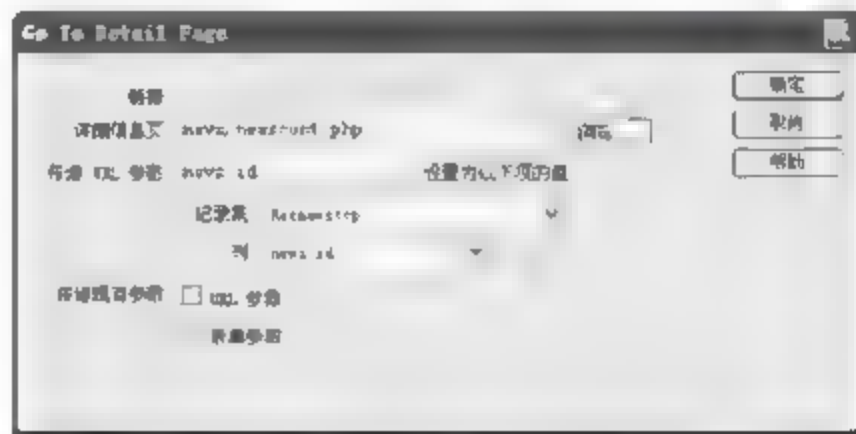 Go To Detail Page
链接
确定
详细信息页 浏览
取消
传递 URL 参数 news_id 设置为以下项的值
帮助
记录集
列 news_id
传递现有参数 URL 参数
表单参数